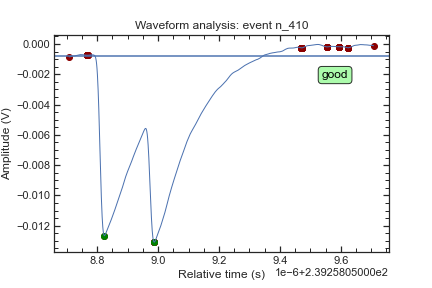 Waveform analysis: event n_410
0.000
−0.002
−0.004
−0.006
−0.008
−0.010
−0.012
Amplitude (V)
good
8.8
9.0
9.2
9.4
9.6
Relative time (s)
1e−6+2.3925805000e2